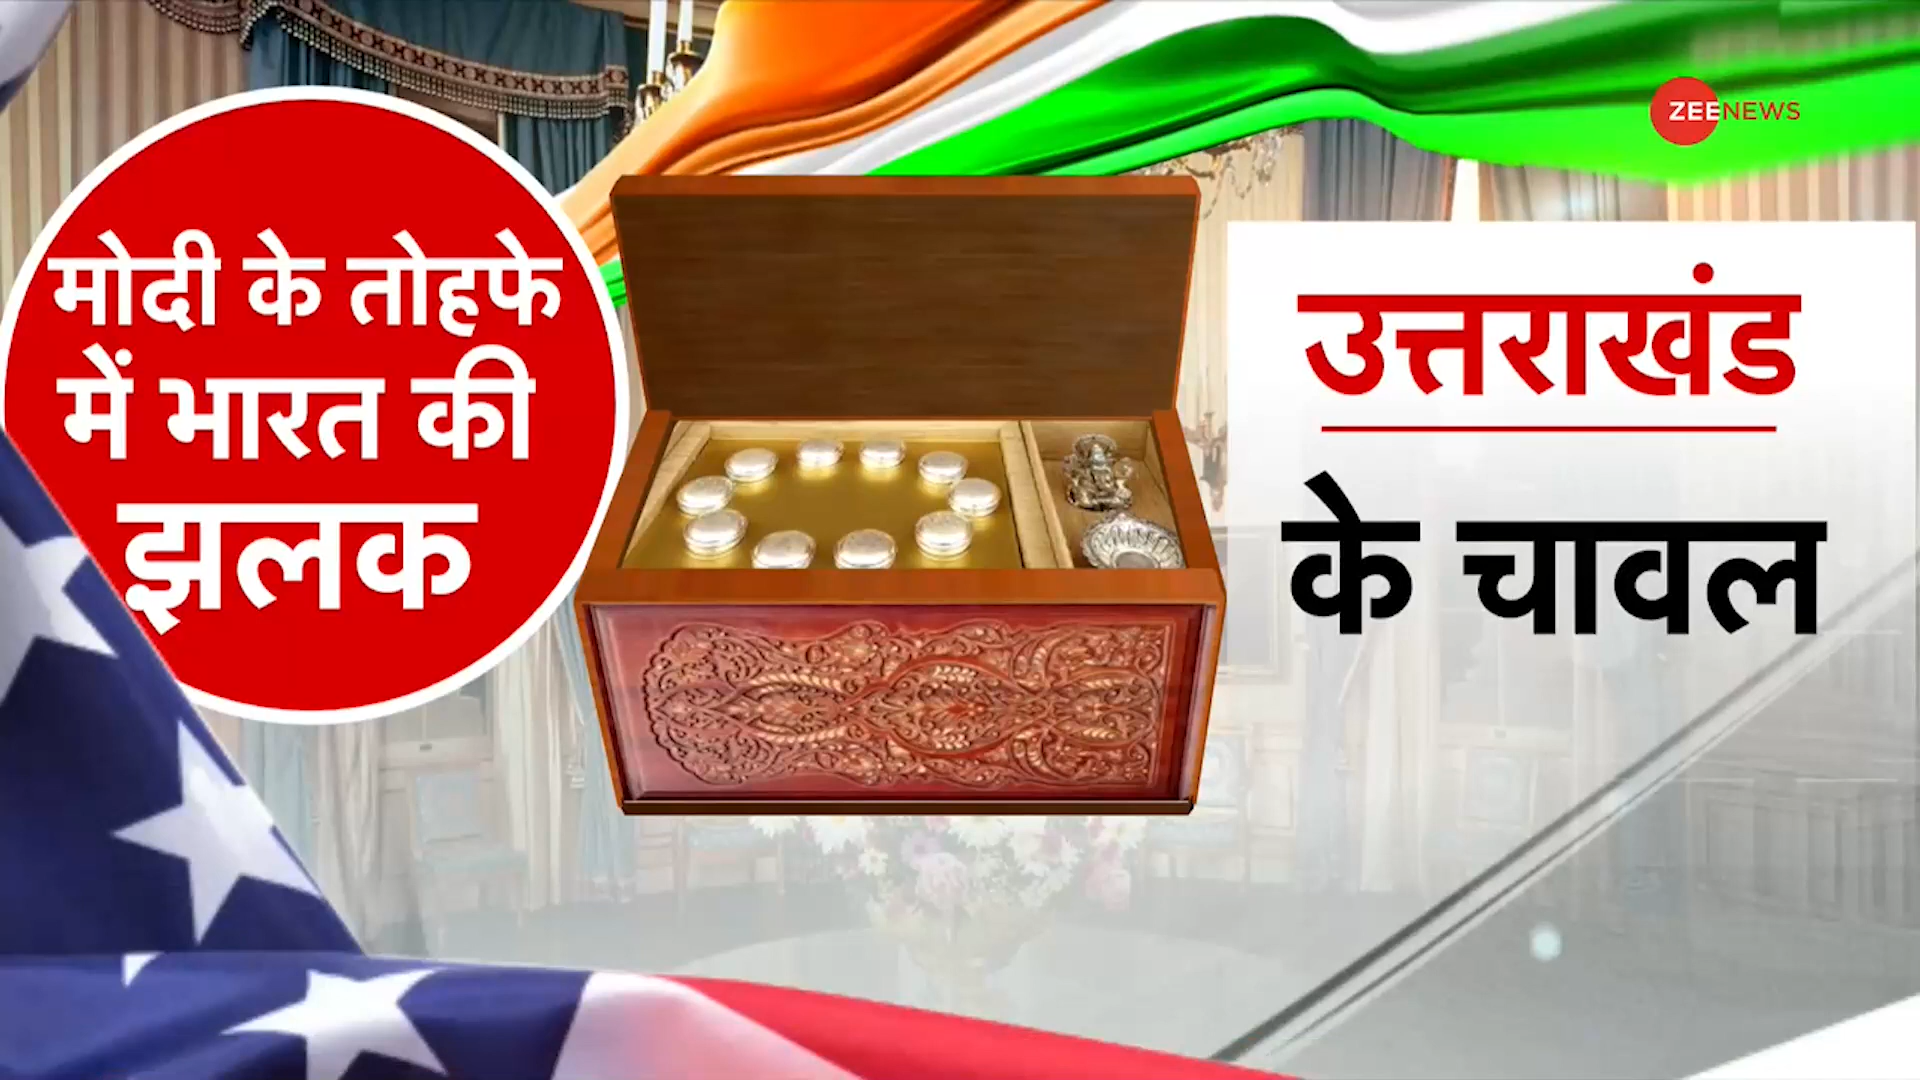 ZEENEWS
मोदी के तोहफे
में भारत की
झलक
उत्तराखंड
के चावल